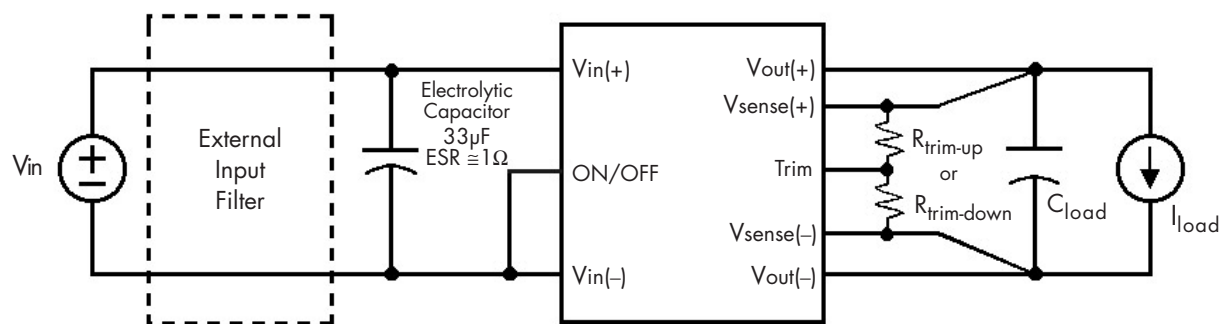 Vin
+
−
External
Input
Filter
Electrolytic
Capacitor
33µF
ESR ≅1Ω
Vin(+)
ON/OFF
Vin(–)
Vout(+)
Vsense(+)
Trim
Vsense(–)
Vout(–)
Rtrim-up
or
Rtrim-down
Cload
Iload